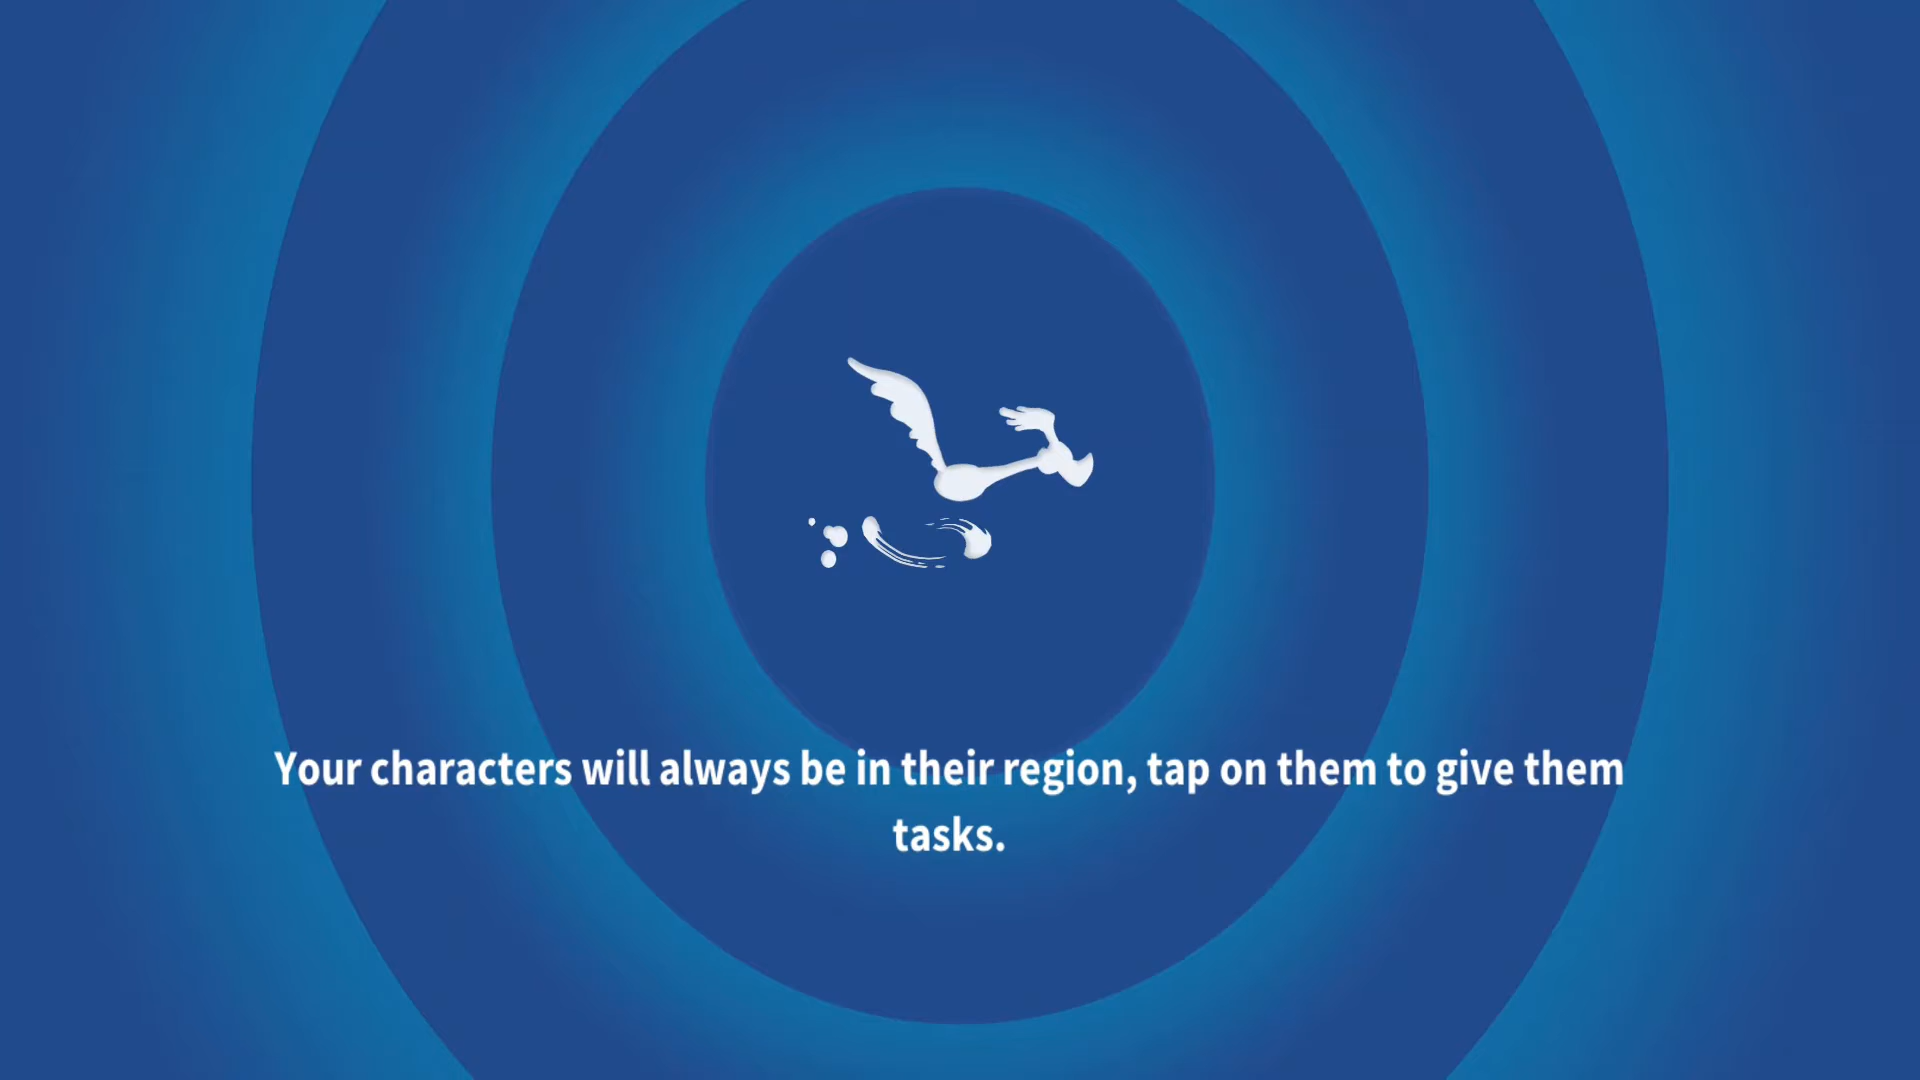 Your characters will always be in their region, tap on them to give them
tasks.